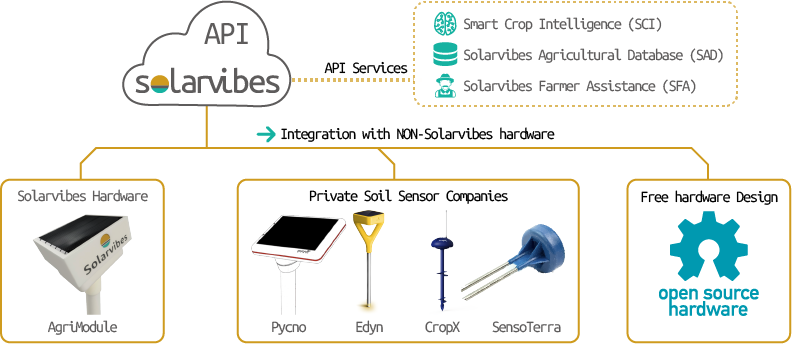 API
solarvibes
API Services
Smart Crop Intelligence (SCI)
Solarvibes Agricultural Database (SAD)
Solarvibes Farmer Assistance (SFA)
Integration with NON-Solarvibes hardware
Solarvibes Hardware
Solarvibes
AgriModule
Private Soil Sensor Companies
Pycno
Edyn
CropX
SensoTerra
Free hardware Design
open source
hardware